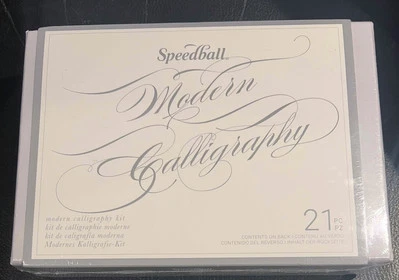 Speedball.
Modern
Calligraphy
modern calligraphy kit
kit de calligraphie moderne
kit de caligrafía moderna
Modernes Kalligrafie-Kit
21 PC
PZ